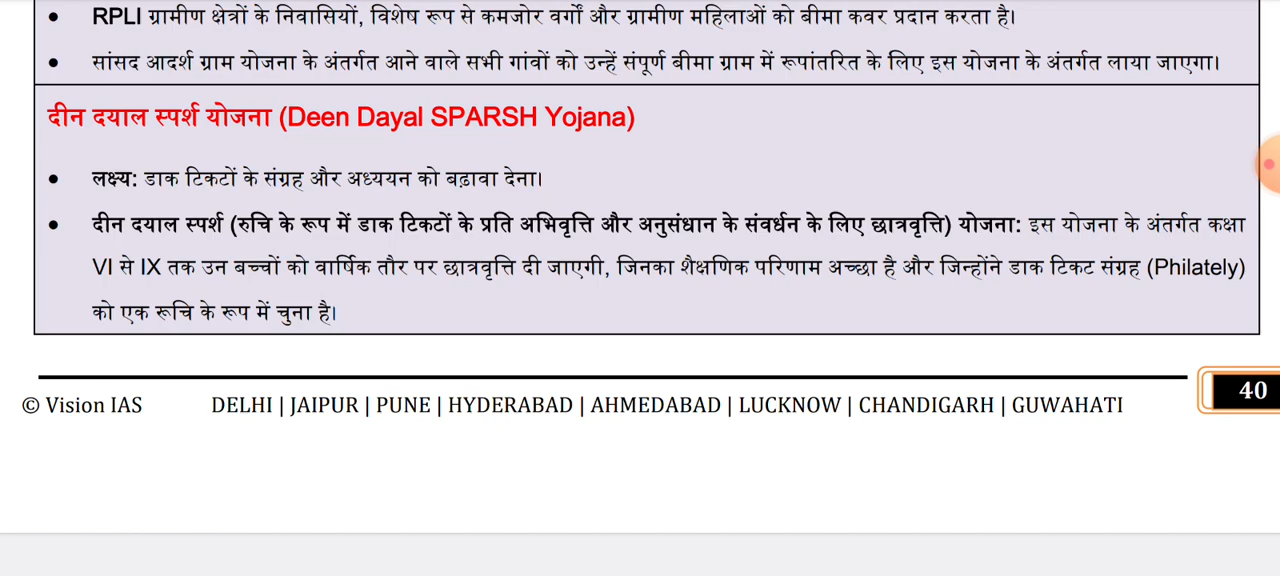 • RPLI ग्रामीण क्षेत्रों के निवासियों, विशेष रूप से कमजोर वर्गों और ग्रामीण महिलाओं को बीमा कवर प्रदान करता है।
• सांसद आदर्श ग्राम योजना के अंतर्गत आने वाले सभी गांवों को उन्हें संपूर्ण बीमा ग्राम में रूपांतरित के लिए इस योजना के अंतर्गत लाया जाएगा।
दीन दयाल स्पर्श योजना (Deen Dayal SPARSH Yojana)
• लक्ष्य: डाक टिकटों के संग्रह और अध्ययन को बढ़ावा देना।
• दीन दयाल स्पर्श (रुचि के रूप में डाक टिकटों के प्रति अभिवृत्ति और अनुसंधान के संवर्धन के लिए छात्रवृत्ति) योजना: इस योजना के अंतर्गत कक्षा
VI से IX तक उन बच्चों को वार्षिक तौर पर छात्रवृत्ति दी जाएगी, जिनका शैक्षणिक परिणाम अच्छा है और जिन्होंने डाक टिकट संग्रह (Philately)
को एक रूचि के रूप में चुना है।
40
© Vision IAS DELHI | JAIPUR | PUNE | HYDERABAD | AHMEDABAD | LUCKNOW | CHANDIGARH | GUWAHATI